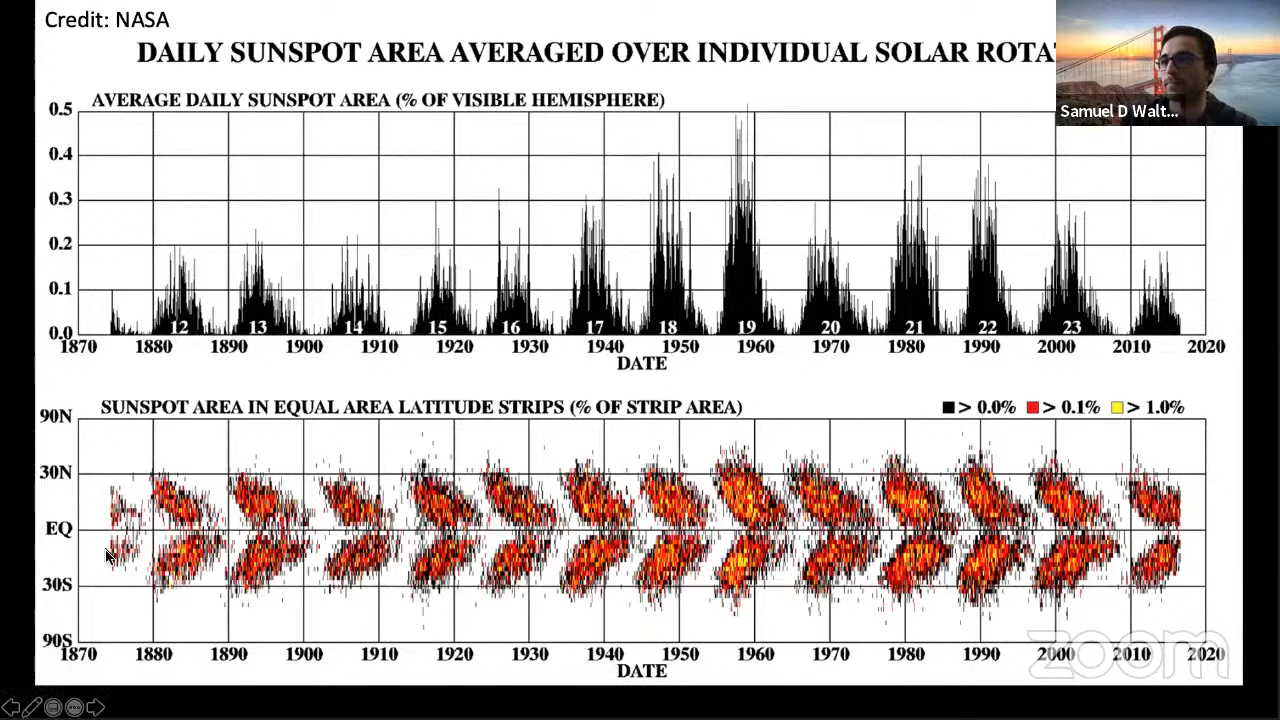 Credit: NASA
DAILY SUNSPOT AREA AVERAGED OVER INDIVIDUAL SOLAR ROTA
Samuel D Walt...
AVERAGE DAILY SUNSPOT AREA (% OF VISIBLE HEMISPHERE)
0.5
0.4
0.3
0.2
0.1
0.0
12 13 14 15 16 17 18 19 20 21 22 23
1870 1880 1890 1900 1910 1920 1930 1940 1950 1960 1970 1980 1990 2000 2010 2020
DATE
SUNSPOT AREA IN EQUAL AREA LATITUDE STRIPS (% OF STRIP AREA)
> 0.0% > 0.1% > 1.0%
90N
30N
EQ
30S
90S
1870 1880 1890 1900 1910 1920 1930 1940 1950 1960 1970 1980 1990 2000 2010 2020
DATE
zoom